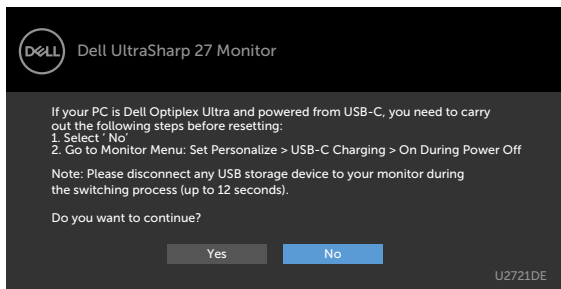 DELL
Dell UltraSharp 27 Monitor
If your PC is Dell Optiplex Ultra and powered from USB-C, you need to carry
out the following steps before resetting:
1. Select ‘ No’
2. Go to Monitor Menu: Set Personalize > USB-C Charging > On During Power Off
Note: Please disconnect any USB storage device to your monitor during
the switching process (up to 12 seconds).
Do you want to continue?
Yes No
U2721DE